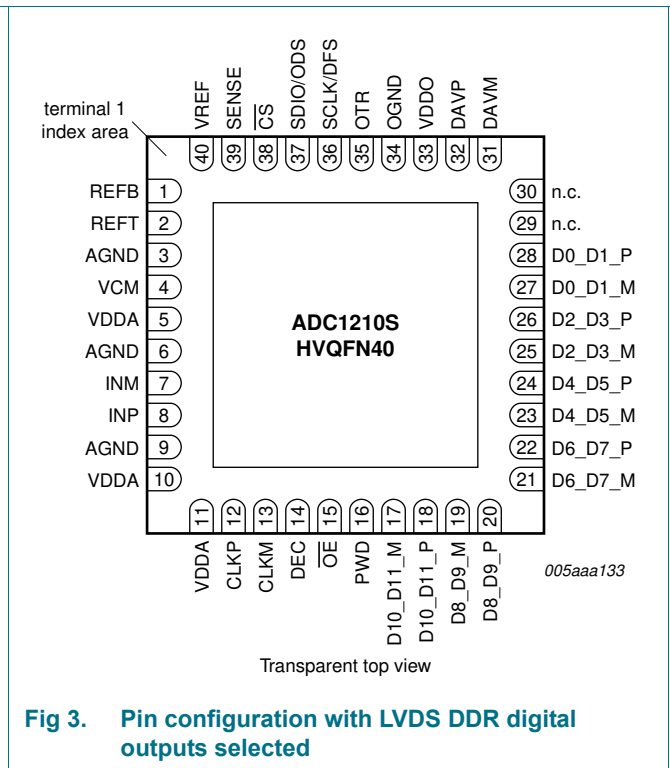 terminal 1
index area
VREF
SENSE
CS
SDIO/ODS
SCLK/DFS
OTR
OGND
VDDO
DAVP
DAVM
40
39
38
37
36
35
34
33
32
31
REFB 1
REFT 2
AGND 3
VCM 4
VDDA 5
AGND 6
INM 7
INP 8
AGND 9
VDDA 10
ADC1210S
HVQFN40
30 n.c.
29 n.c.
28 D0_D1_P
27 D0_D1_M
26 D2_D3_P
25 D2_D3_M
24 D4_D5_P
23 D4_D5_M
22 D6_D7_P
21 D6_D7_M
11
12
13
14
15
16
17
18
19
20
VDDA
CLKP
CLKM
DEC
OE
PWD
D10_D11_M
D10_D11_P
D8_D9_M
D8_D9_P
005aaa133
Transparent top view
Fig 3. Pin configuration with LVDS DDR digital
outputs selected